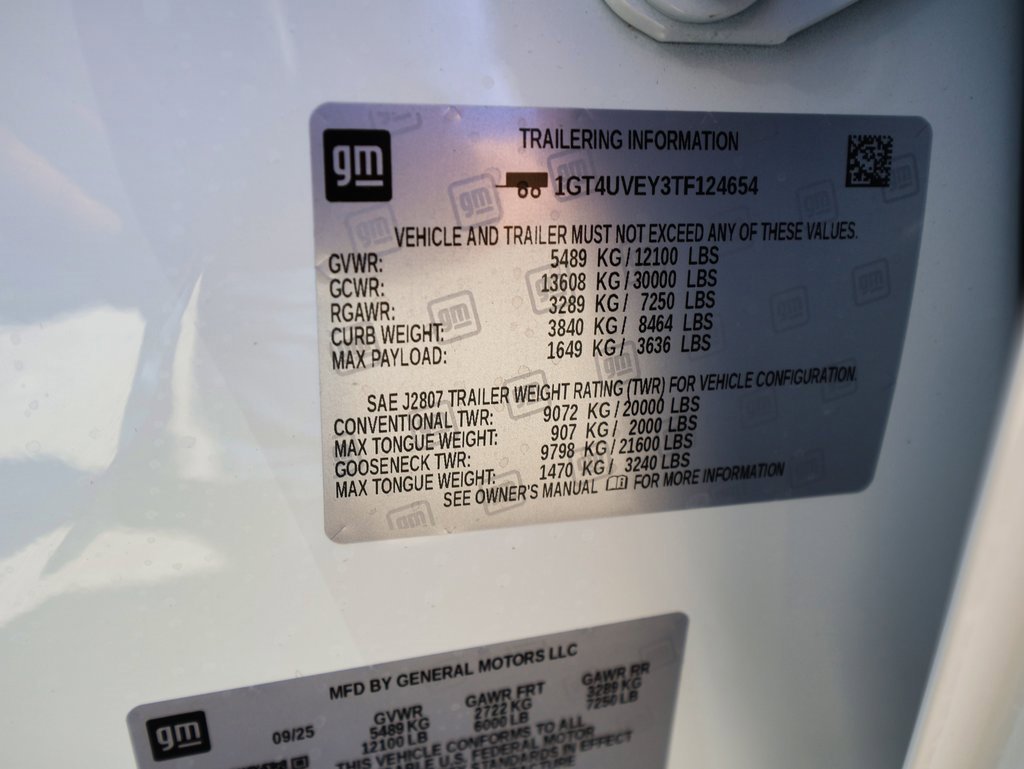 gm
TRAILERING INFORMATION
1GT4UVEY3TF124654
VEHICLE AND TRAILER MUST NOT EXCEED ANY OF THESE VALUES.
GVWR: 5489 KG / 12100 LBS
GCWR: 13608 KG / 30000 LBS
RGAWR: 3289 KG / 7250 LBS
CURB WEIGHT: 3840 KG / 8464 LBS
MAX PAYLOAD: 1649 KG / 3636 LBS
SAE J2807 TRAILER WEIGHT RATING (TWR) FOR VEHICLE CONFIGURATION.
CONVENTIONAL TWR: 9072 KG / 20000 LBS
MAX TONGUE WEIGHT: 907 KG / 2000 LBS
GOOSENECK TWR: 9798 KG / 21600 LBS
MAX TONGUE WEIGHT: 1470 KG / 3240 LBS
SEE OWNER'S MANUAL FOR MORE INFORMATION
gm
MFD BY GENERAL MOTORS LLC
09/25
GVWR GAWR FRT GAWR RR
5489 KG 2722 KG 3289 KG
12100 LB 6000 LB 7250 LB
THIS VEHICLE CONFORMS TO ALL
U.S. FEDERAL MOTOR
IN EFFECT